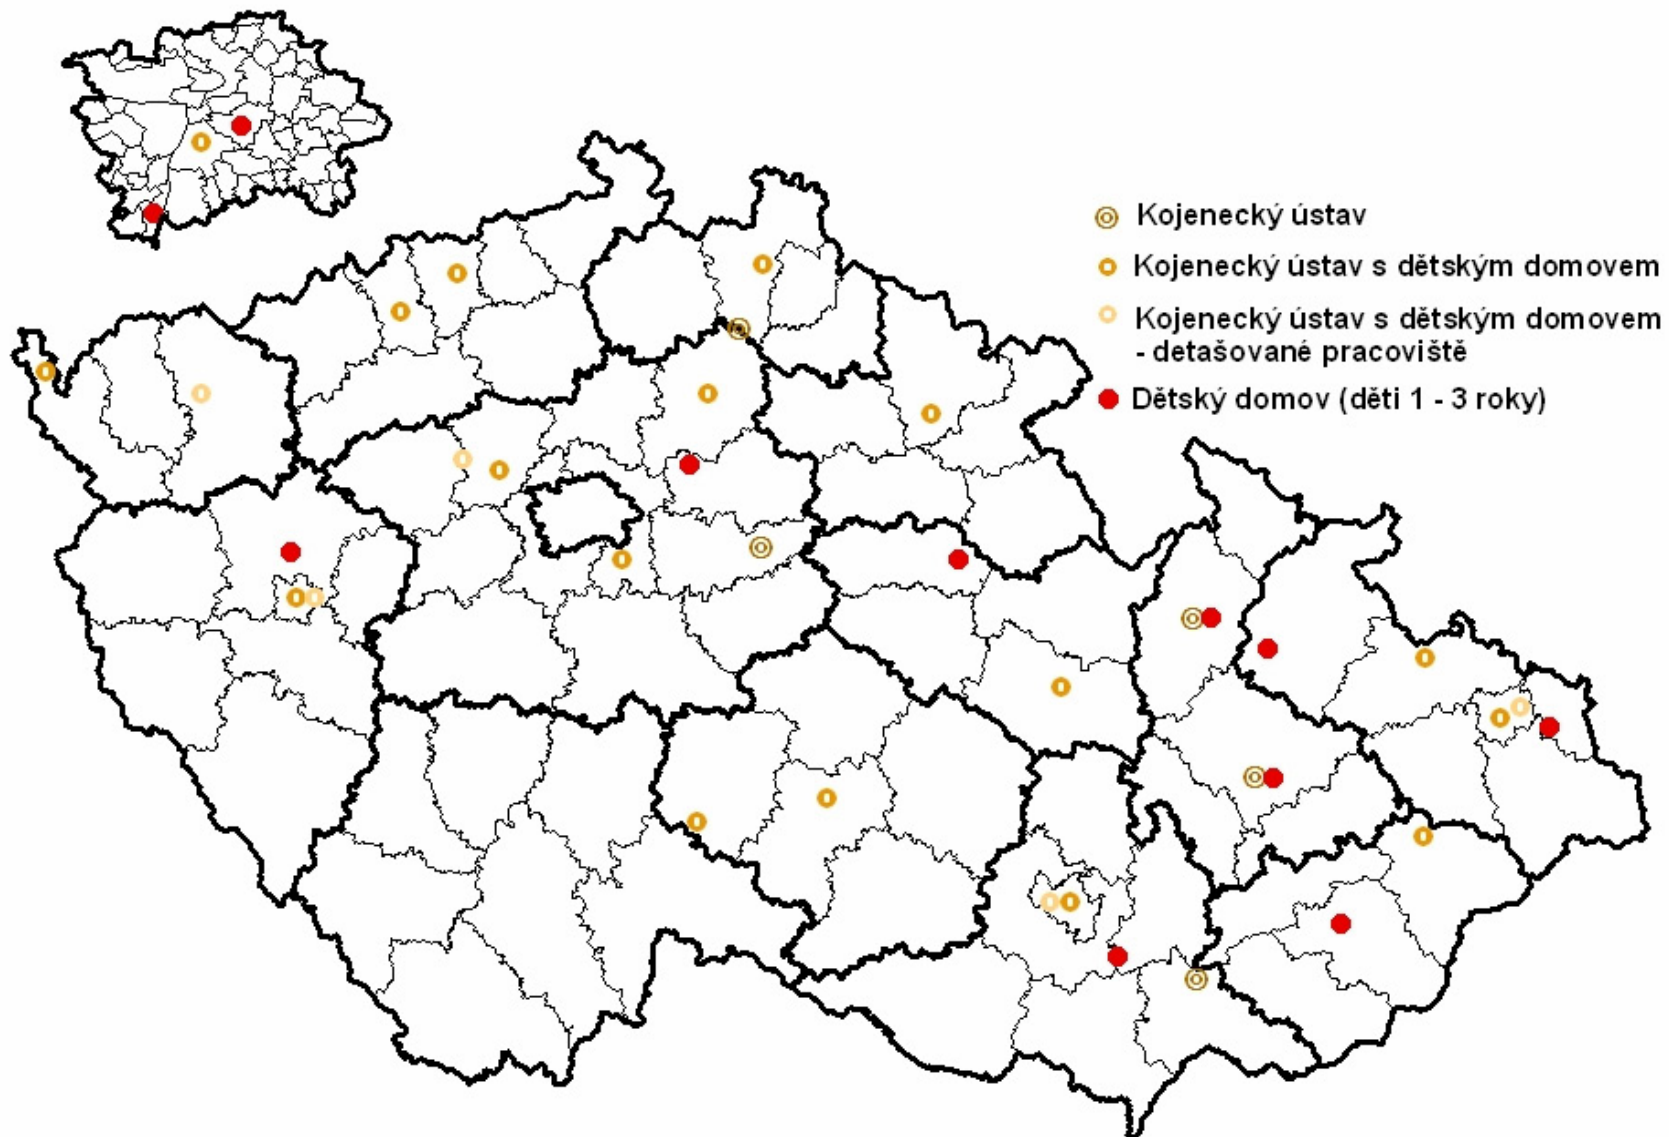 Kojenecký ústav
Kojenecký ústav s dětským domovem
Kojenecký ústav s dětským domovem
- detašované pracoviště
Dětský domov (děti 1 - 3 roky)